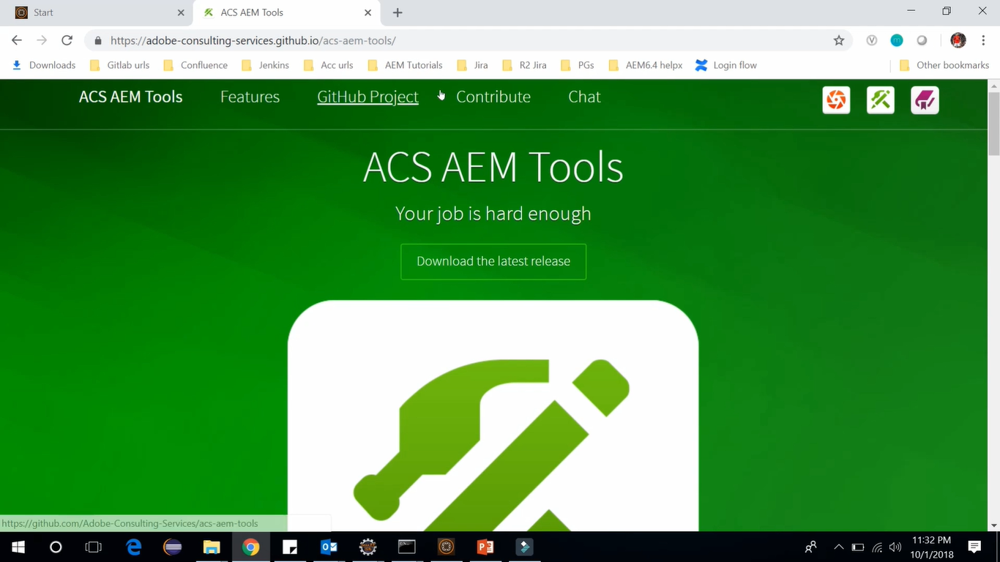 Start
ACS AEM Tools
https://adobe-consulting-services.github.io/acs-aem-tools/
Downloads Gitlab urls Confluence Jenkins Acc urls AEM Tutorials Jira R2 Jira PGs AEM6.4 helpx Login flow Other bookmarks
ACS AEM Tools Features GitHub Project Contribute Chat
ACS AEM Tools
Your job is hard enough
Download the latest release
https://github.com/Adobe-Consulting-Services/acs-aem-tools
11:32 PM
10/1/2018